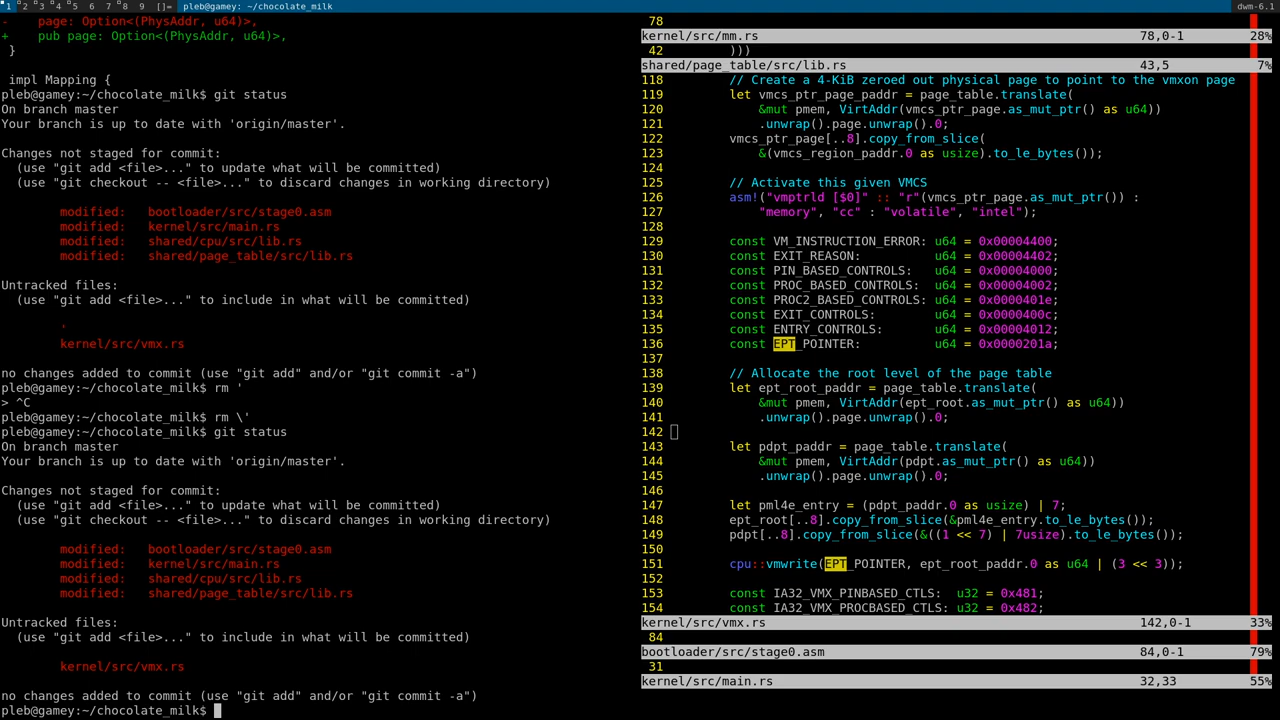 1 2 3 4 5 6 7 8 9 []= pleb@gamey:~/chocolate_milk dwm-6.1
-    page: Option<(PhysAddr, u64)>,
+    pub page: Option<(PhysAddr, u64)>,
 }
 impl Mapping {
pleb@gamey:~/chocolate_milk$ git status
On branch master
Your branch is up to date with 'origin/master'.
Changes not staged for commit:
  (use "git add <file>..." to update what will be committed)
  (use "git checkout -- <file>..." to discard changes in working directory)
        modified:   bootloader/src/stage0.asm
        modified:   kernel/src/main.rs
        modified:   shared/cpu/src/lib.rs
        modified:   shared/page_table/src/lib.rs
Untracked files:
  (use "git add <file>..." to include in what will be committed)
        '
        kernel/src/vmx.rs
no changes added to commit (use "git add" and/or "git commit -a")
pleb@gamey:~/chocolate_milk$ rm '
> ^C
pleb@gamey:~/chocolate_milk$ rm \'
pleb@gamey:~/chocolate_milk$ git status
On branch master
Your branch is up to date with 'origin/master'.
Changes not staged for commit:
  (use "git add <file>..." to update what will be committed)
  (use "git checkout -- <file>..." to discard changes in working directory)
        modified:   bootloader/src/stage0.asm
        modified:   kernel/src/main.rs
        modified:   shared/cpu/src/lib.rs
        modified:   shared/page_table/src/lib.rs
Untracked files:
  (use "git add <file>..." to include in what will be committed)
        kernel/src/vmx.rs
no changes added to commit (use "git add" and/or "git commit -a")
pleb@gamey:~/chocolate_milk$
78
kernel/src/mm.rs 78,0-1 28%
42         )))
shared/page_table/src/lib.rs 43,5 7%
118         // Create a 4-KiB zeroed out physical page to point to the vmxon page
119         let vmcs_ptr_page_paddr = page_table.translate(
120             &mut pmem, VirtAddr(vmcs_ptr_page.as_mut_ptr() as u64))
121             .unwrap().page.unwrap().0;
122         vmcs_ptr_page[..8].copy_from_slice(
123             &(vmcs_region_paddr.0 as usize).to_le_bytes());
124
125         // Activate this given VMCS
126         asm!("vmptrld [$0]" :: "r"(vmcs_ptr_page.as_mut_ptr()) :
127             "memory", "cc" : "volatile", "intel");
128
129         const VM_INSTRUCTION_ERROR: u64 = 0x00004400;
130         const EXIT_REASON:          u64 = 0x00004402;
131         const PIN_BASED_CONTROLS:   u64 = 0x00004000;
132         const PROC_BASED_CONTROLS:  u64 = 0x00004002;
133         const PROC2_BASED_CONTROLS: u64 = 0x0000401e;
134         const EXIT_CONTROLS:        u64 = 0x0000400c;
135         const ENTRY_CONTROLS:       u64 = 0x00004012;
136         const EPT_POINTER:          u64 = 0x0000201a;
137
138         // Allocate the root level of the page table
139         let ept_root_paddr = page_table.translate(
140             &mut pmem, VirtAddr(ept_root.as_mut_ptr() as u64))
141             .unwrap().page.unwrap().0;
142
143         let pdpt_paddr = page_table.translate(
144             &mut pmem, VirtAddr(pdpt.as_mut_ptr() as u64))
145             .unwrap().page.unwrap().0;
146
147         let pml4e_entry = (pdpt_paddr.0 as usize) | 7;
148         ept_root[..8].copy_from_slice(&pml4e_entry.to_le_bytes());
149         pdpt[..8].copy_from_slice(&((1 << 7) | 7usize).to_le_bytes());
150
151         cpu::vmwrite(EPT_POINTER, ept_root_paddr.0 as u64 | (3 << 3));
152
153         const IA32_VMX_PINBASED_CTLS:  u32 = 0x481;
154         const IA32_VMX_PROCBASED_CTLS: u32 = 0x482;
kernel/src/vmx.rs 142,0-1 33%
84
bootloader/src/stage0.asm 84,0-1 79%
31
kernel/src/main.rs 32,33 55%